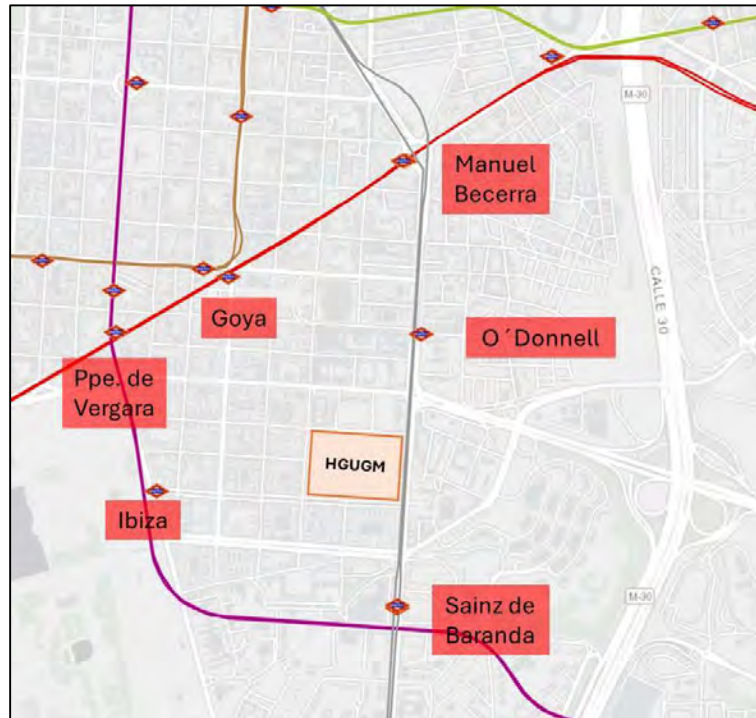 M-30
Manuel
Becerra
CALLE 30
Goya
O´Donnell
Ppe. de
Vergara
HGUGM
Ibiza
M-30
Sainz de
Baranda